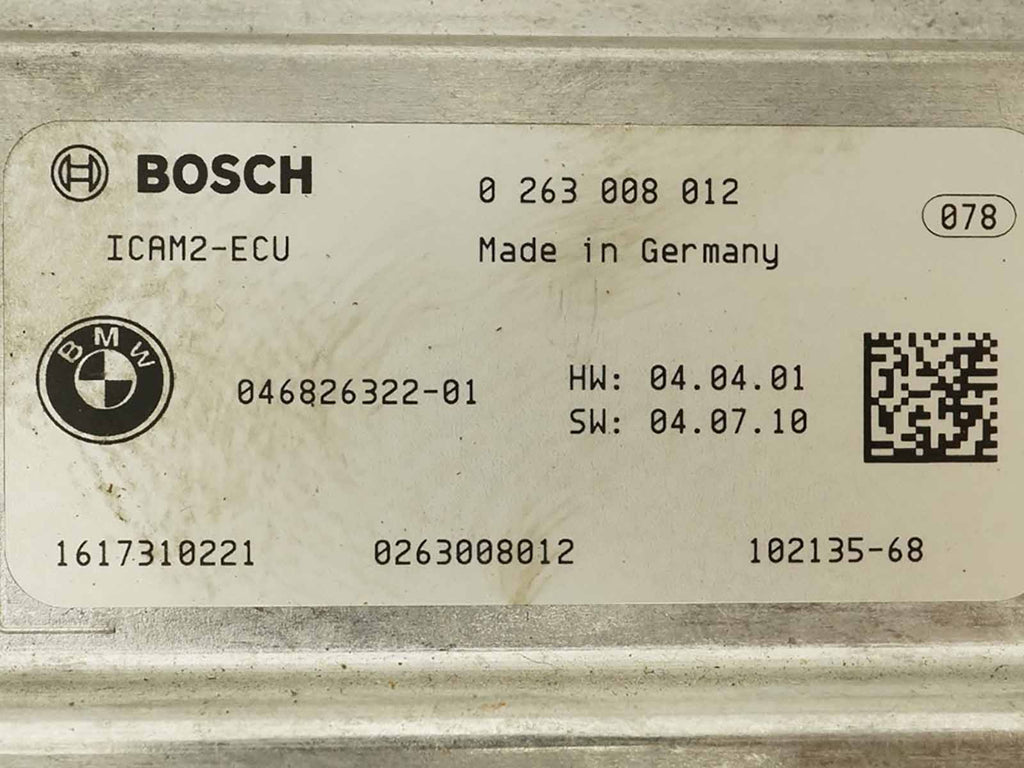 BOSCH
0 263 008 012
078
ICAM2-ECU
Made in Germany
BMW
046826322-01
HW: 04.04.01
SW: 04.07.10
1617310221
0263008012
102135-68